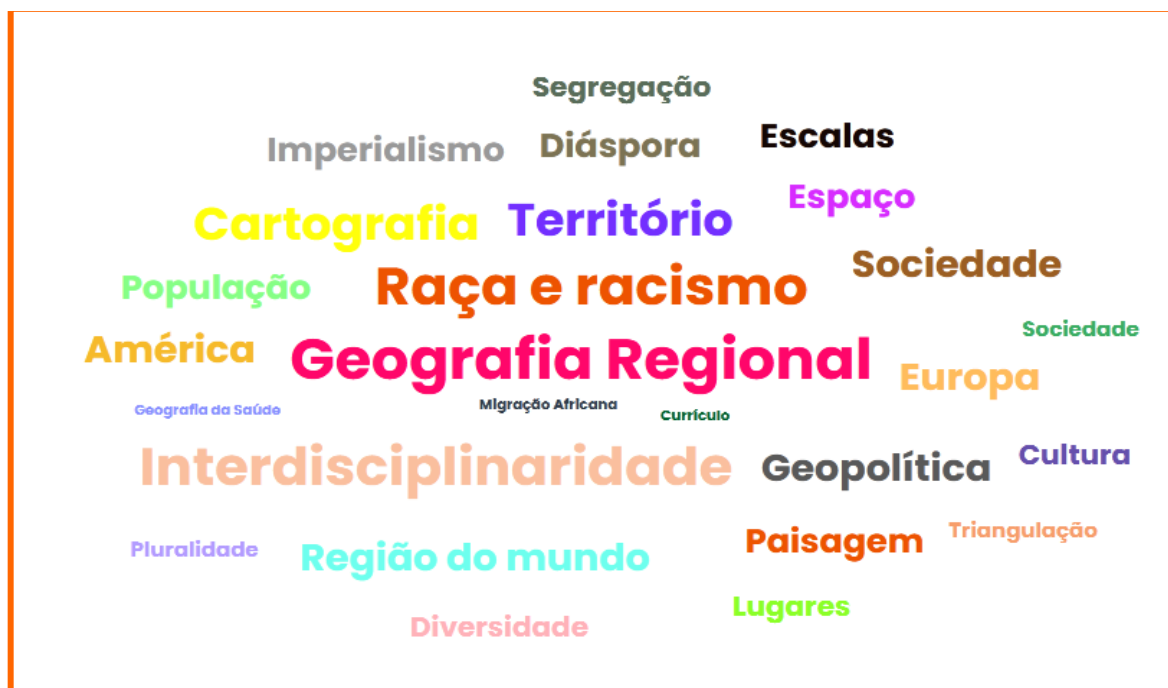 Segregação
Imperialismo Diáspora Escalas
Cartografia Território Espaço
População Raça e racismo Sociedade
América Geografia Regional Sociedade
Europa
Geografia da Saúde Migração Africana Currículo
Interdisciplinaridade Geopolítica Cultura
Pluralidade Região do mundo Paisagem Triangulação
Diversidade Lugares